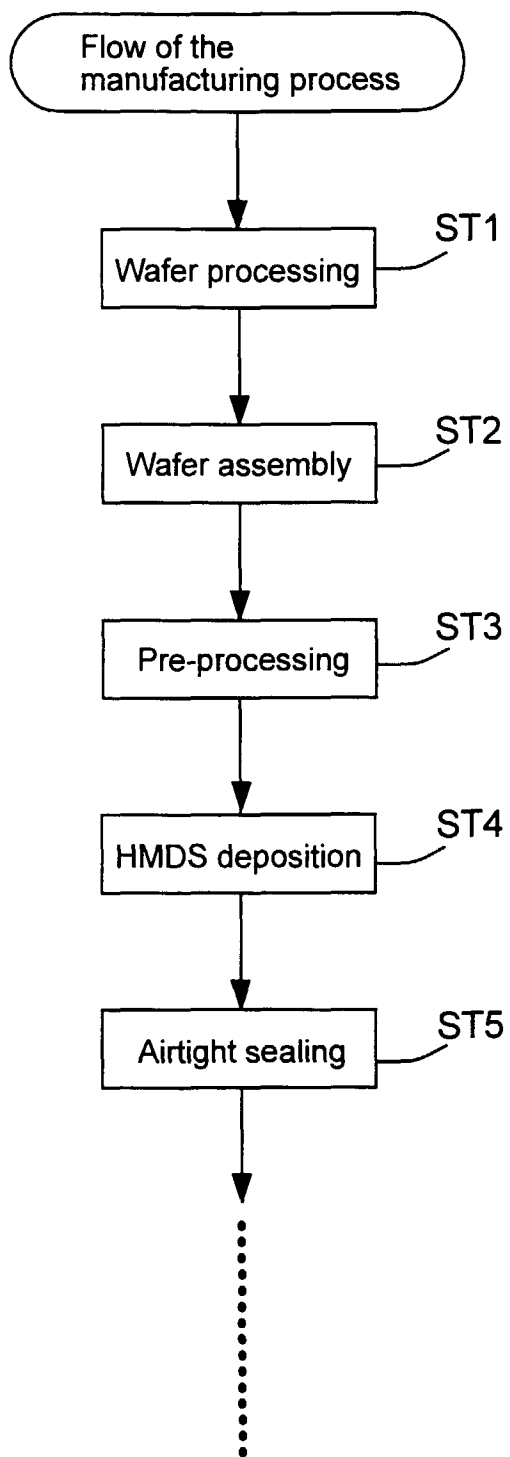 Flow of the
manufacturing process
ST1
Wafer processing
ST2
Wafer assembly
ST3
Pre-processing
ST4
HMDS deposition
ST5
Airtight sealing